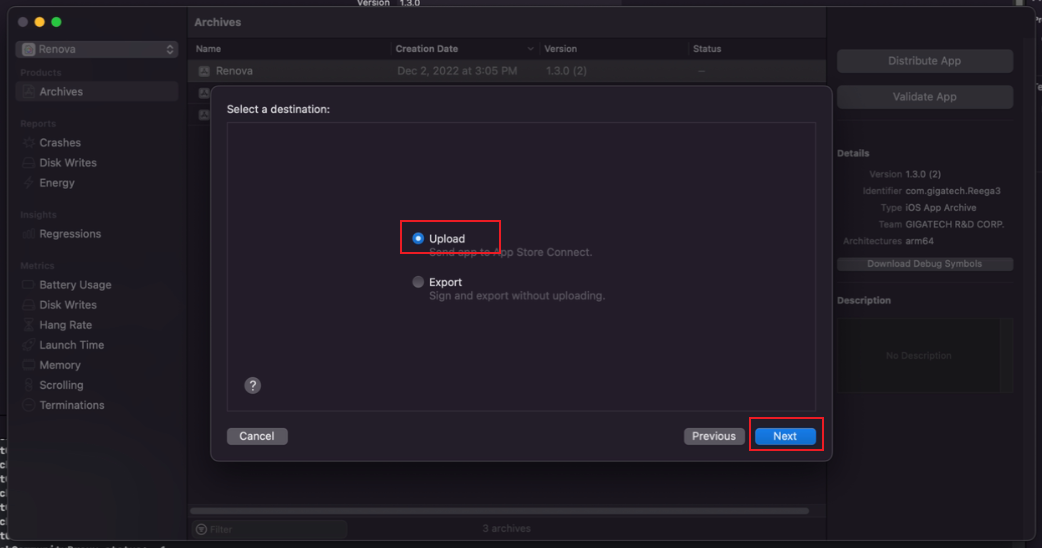 Version 1.3.0
Archives
Renova
Name Creation Date Version Status
Renova Dec 2, 2022 at 3:05 PM 1.3.0 (2) --
Products
Archives
Reports
Crashes
Disk Writes
Energy
Insights
Regressions
Metrics
Battery Usage
Disk Writes
Hang Rate
Launch Time
Memory
Scrolling
Terminations
Select a destination:
Upload
Send app to App Store Connect.
Export
Sign and export without uploading.
?
Cancel
Previous
Next
Filter
3 archives
Distribute App
Validate App
Details
Version 1.3.0 (2)
Identifier com.gigatech.Reega3
Type iOS App Archive
Team GIGATECH R&D CORP.
Architectures arm64
Download Debug Symbols
Description
No Description